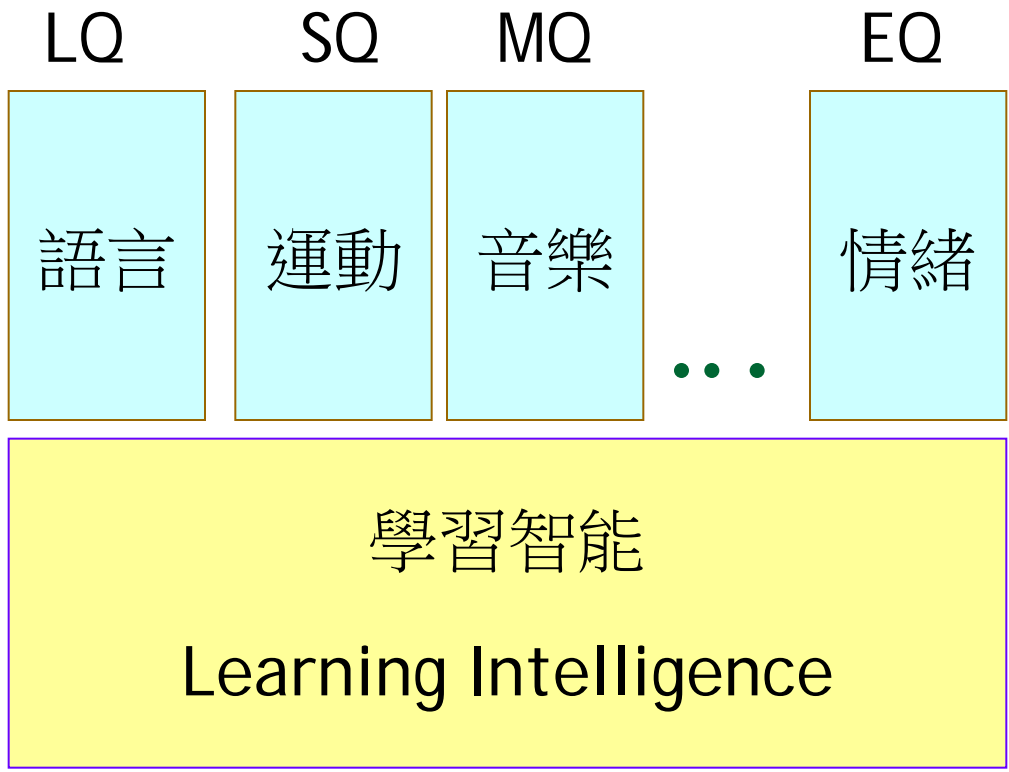 LQ SQ MQ EQ
語言 運動 音樂 情緒
...
學習智能
Learning Intelligence